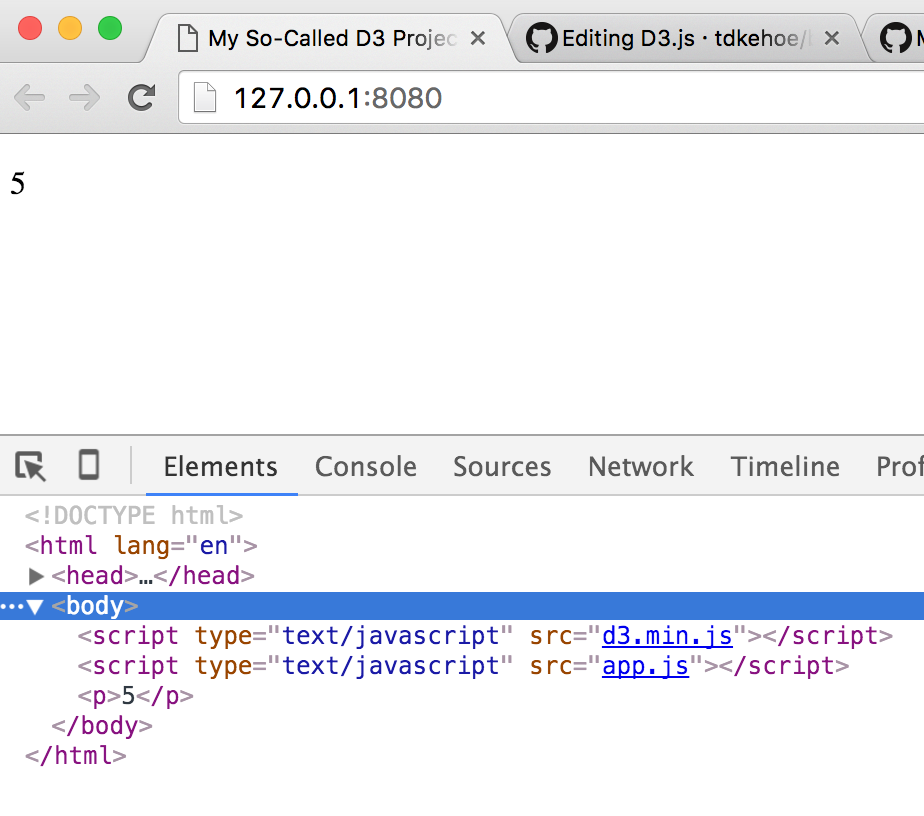 My So-Called D3 Projec Editing D3.js · tdkehoe/
127.0.0.1:8080
5
Elements Console Sources Network Timeline Prof
<!DOCTYPE html>
<html lang="en">
▶<head>…</head>
…▼<body>
<script type="text/javascript" src="d3.min.js"></script>
<script type="text/javascript" src="app.js"></script>
<p>5</p>
</body>
</html>